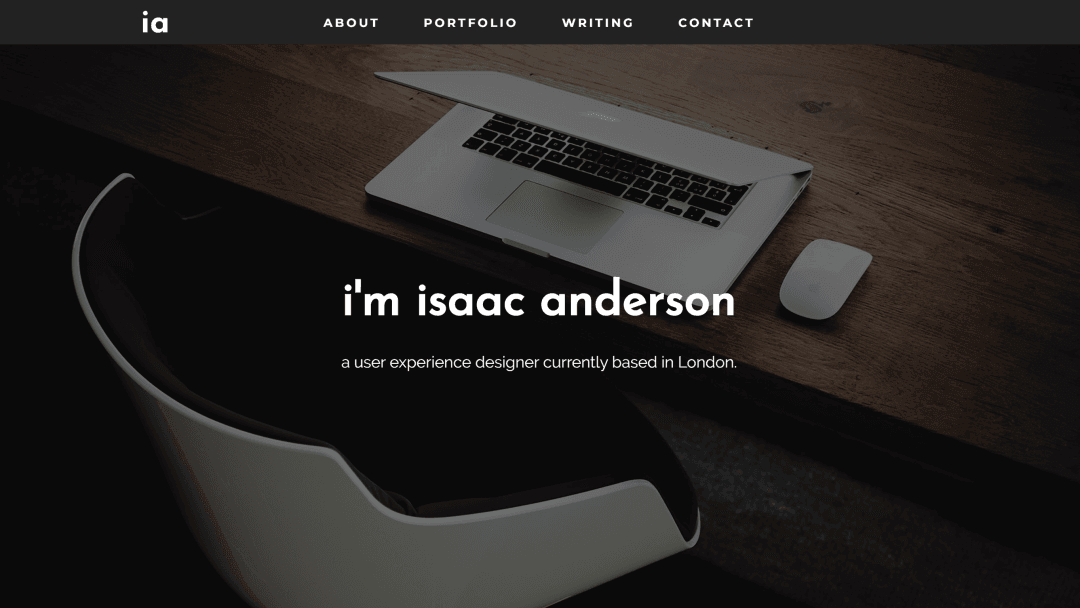 ia
ABOUT
PORTFOLIO
WRITING
CONTACT
i'm isaac anderson
a user experience designer currently based in London.